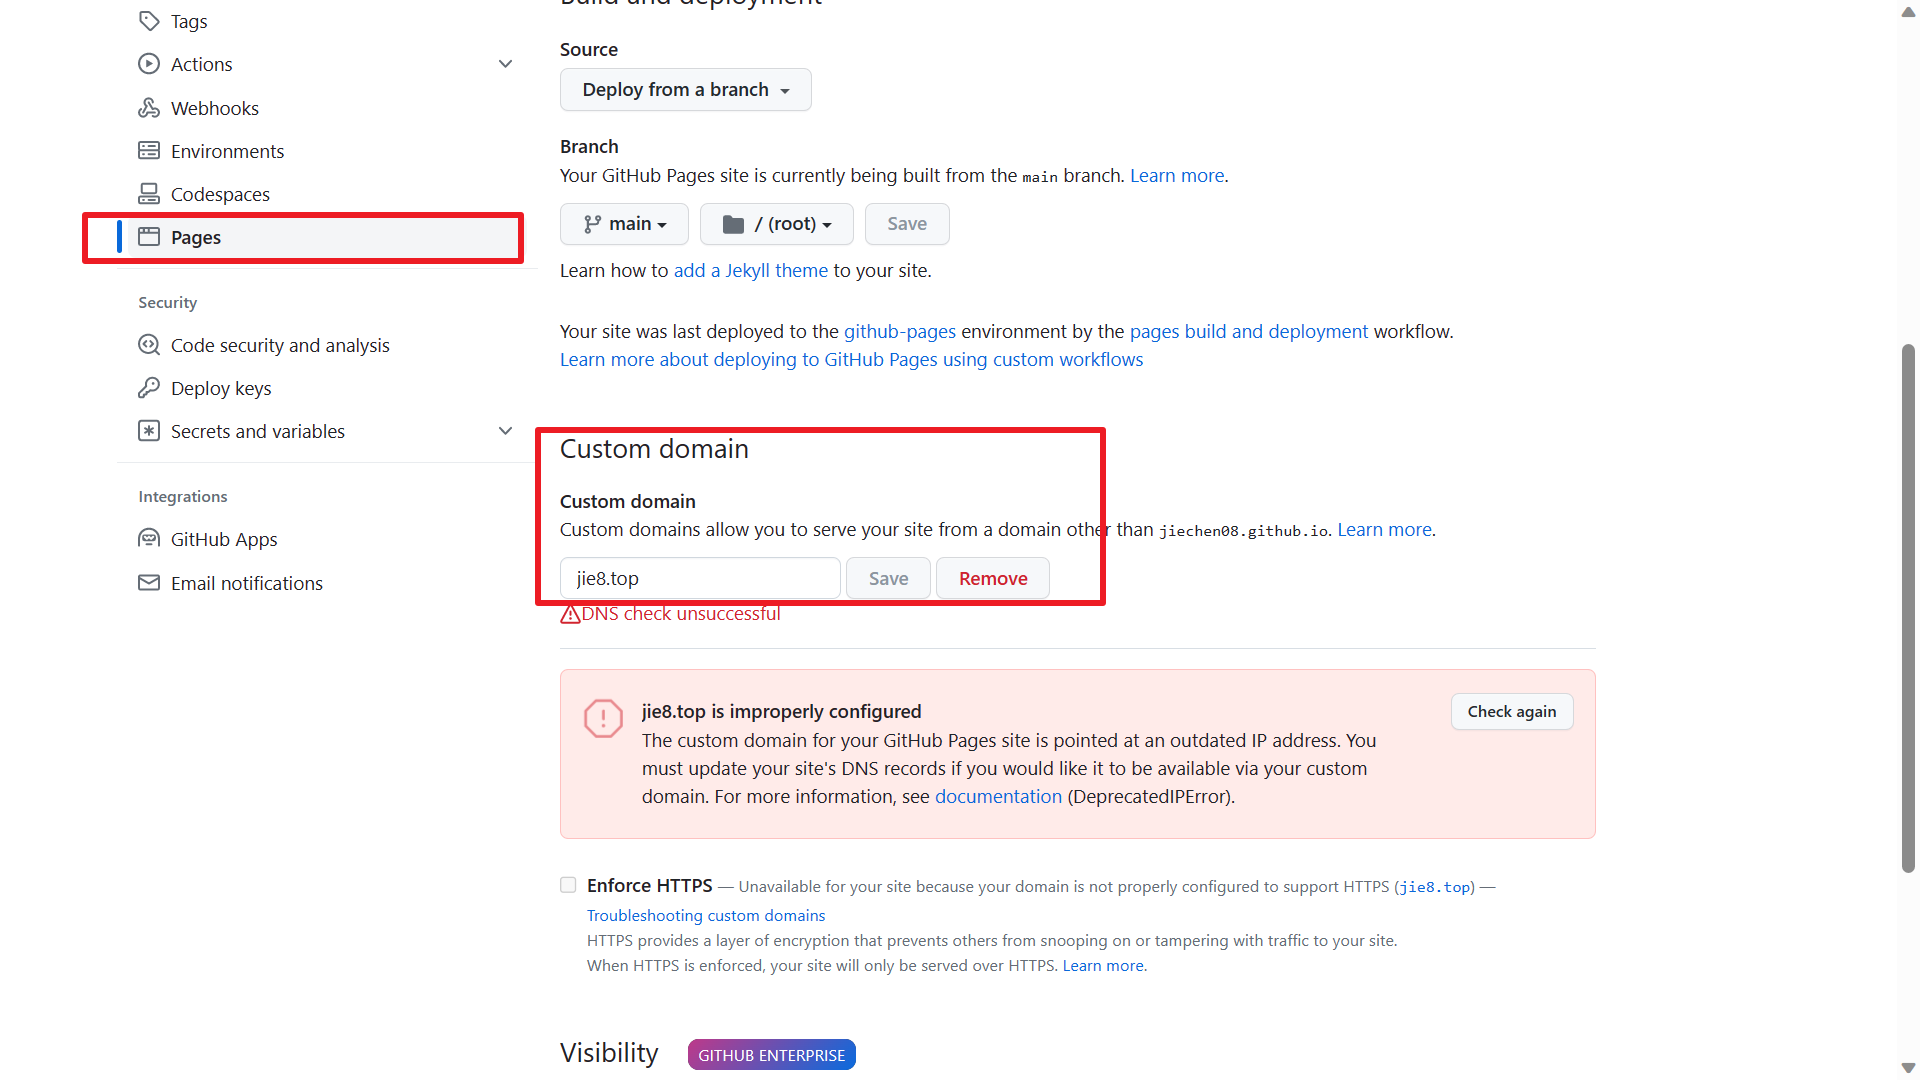 Tags
Actions
Webhooks
Environments
Codespaces
Pages
Security
Code security and analysis
Deploy keys
Secrets and variables
Integrations
GitHub Apps
Email notifications
Build and deployment
Source
Deploy from a branch
Branch
Your GitHub Pages site is currently being built from the main branch. Learn more.
main / (root) Save
Learn how to add a Jekyll theme to your site.
Your site was last deployed to the github-pages environment by the pages build and deployment workflow.
Learn more about deploying to GitHub Pages using custom workflows
Custom domain
Custom domain
Custom domains allow you to serve your site from a domain other than jiechen08.github.io. Learn more.
jie8.top Save Remove
DNS check unsuccessful
jie8.top is improperly configured
Check again
The custom domain for your GitHub Pages site is pointed at an outdated IP address. You
must update your site's DNS records if you would like it to be available via your custom
domain. For more information, see documentation (DeprecatedIPError).
Enforce HTTPS — Unavailable for your site because your domain is not properly configured to support HTTPS (jie8.top) —
Troubleshooting custom domains
HTTPS provides a layer of encryption that prevents others from snooping on or tampering with traffic to your site.
When HTTPS is enforced, your site will only be served over HTTPS. Learn more.
Visibility GITHUB ENTERPRISE